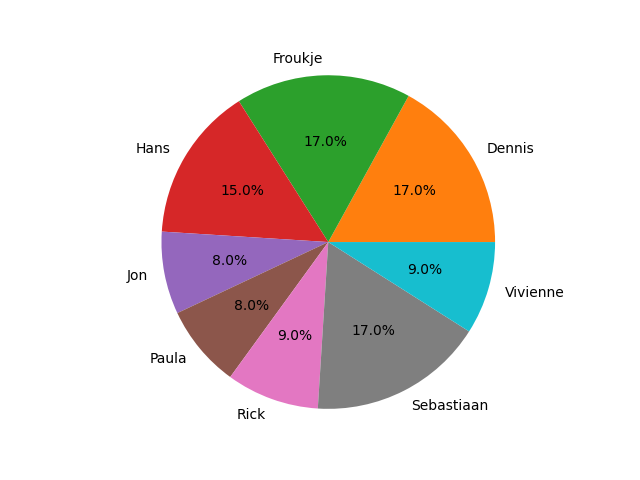 Froukje
Hans
Dennis
17.0%
15.0%
17.0%
Jon
8.0%
9.0%
Vivienne
8.0%
9.0%
17.0%
Paula
Rick
Sebastiaan